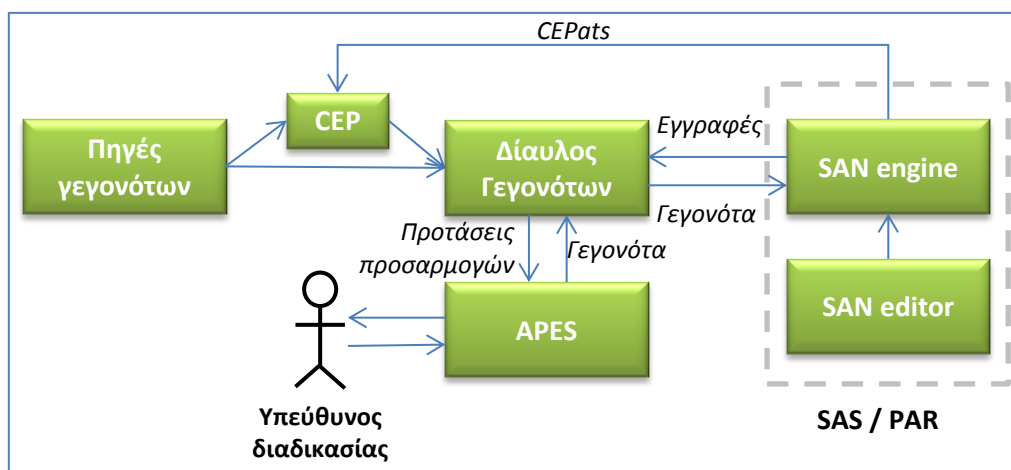 CEPats
CEP
Πηγές
γεγονότων
Δίαυλος
Γεγονότων
Εγγραφές
SAN engine
Γεγονότα
Προτάσεις
προσαρμογών
Γεγονότα
SAN editor
APES
Υπεύθυνος
διαδικασίας
SAS / PAR